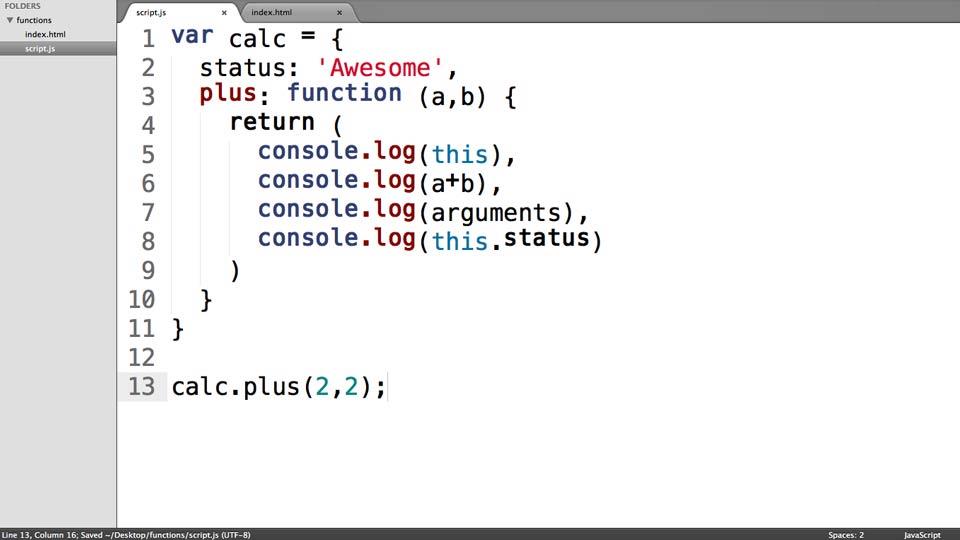 FOLDERS
functions
index.html
script.js
script.js × index.html ×
1 var calc = {
2 status: 'Awesome',
3 plus: function (a,b) {
4 return (
5 console.log(this),
6 console.log(a+b),
7 console.log(arguments),
8 console.log(this.status)
9 )
10 }
11 }
12
13 calc.plus(2,2);
Line 13, Column 16; Saved ~/Desktop/functions/script.js (UTF-8) Spaces: 2 JavaScript